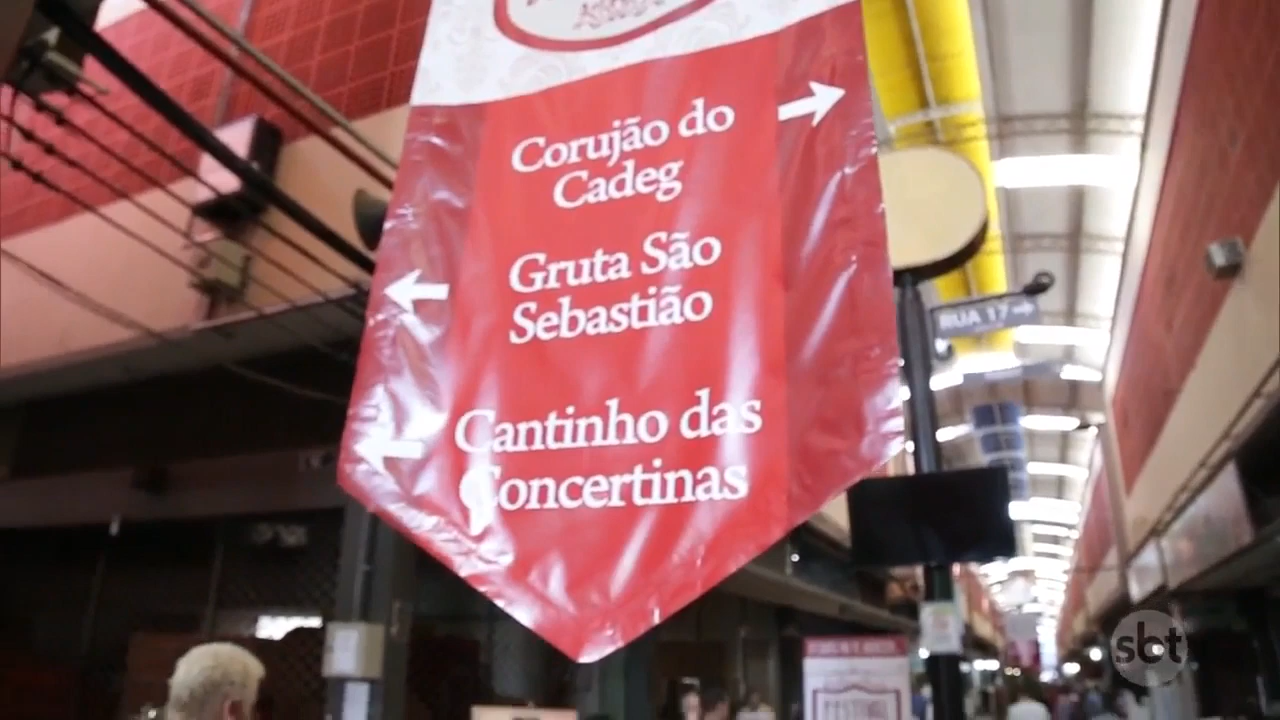 Corujão do
Cadeg
Gruta São
Sebastião
Cantinho das
Concertinas
RUA 17
sbt